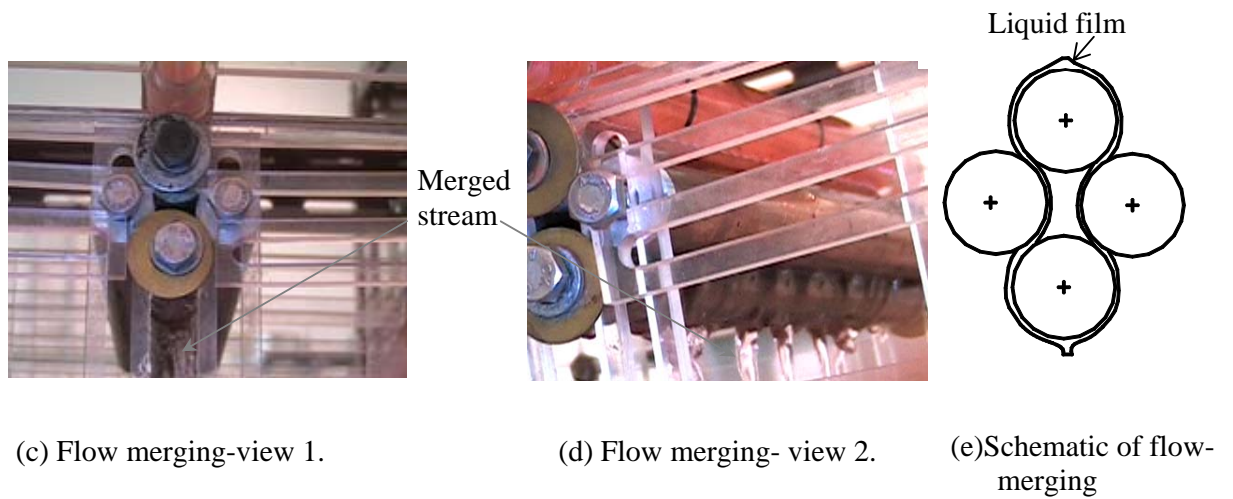 Liquid film
Merged
stream
(c) Flow merging-view 1.
(d) Flow merging- view 2.
(e)Schematic of flow-
merging